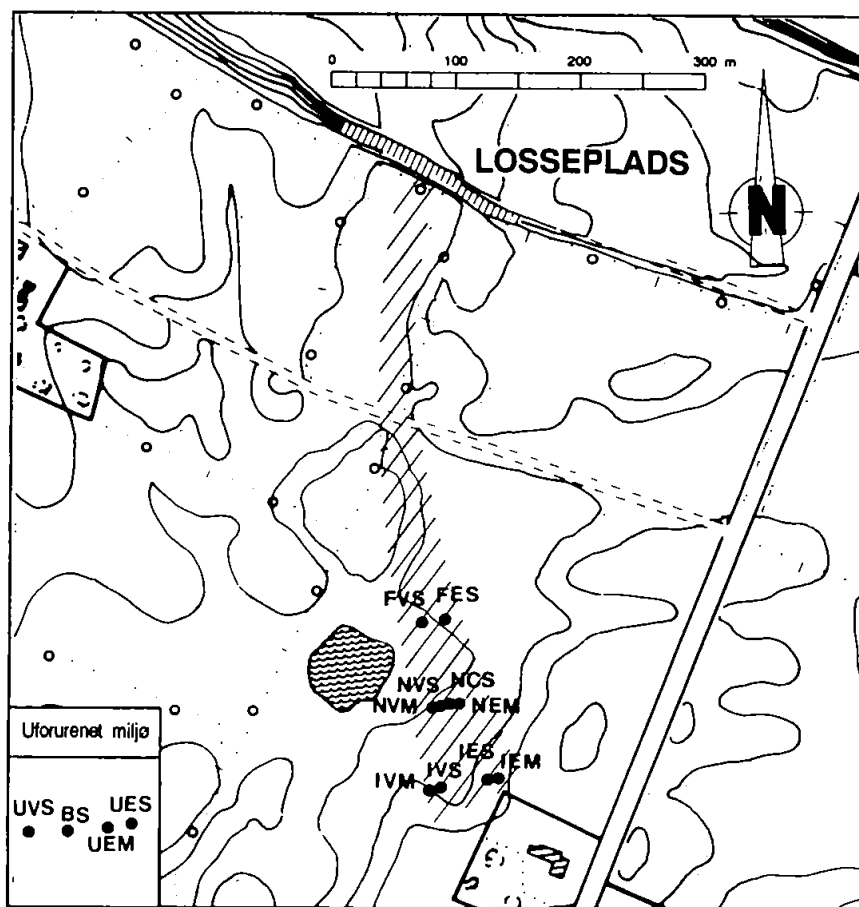 0 100 200 300 m
LOSSEPLADS
N
FVS FES
NVS NCS
NVM NEM
IES IEM
IVM IVS
Uforurenet miljø
UVS BS UES
UEM